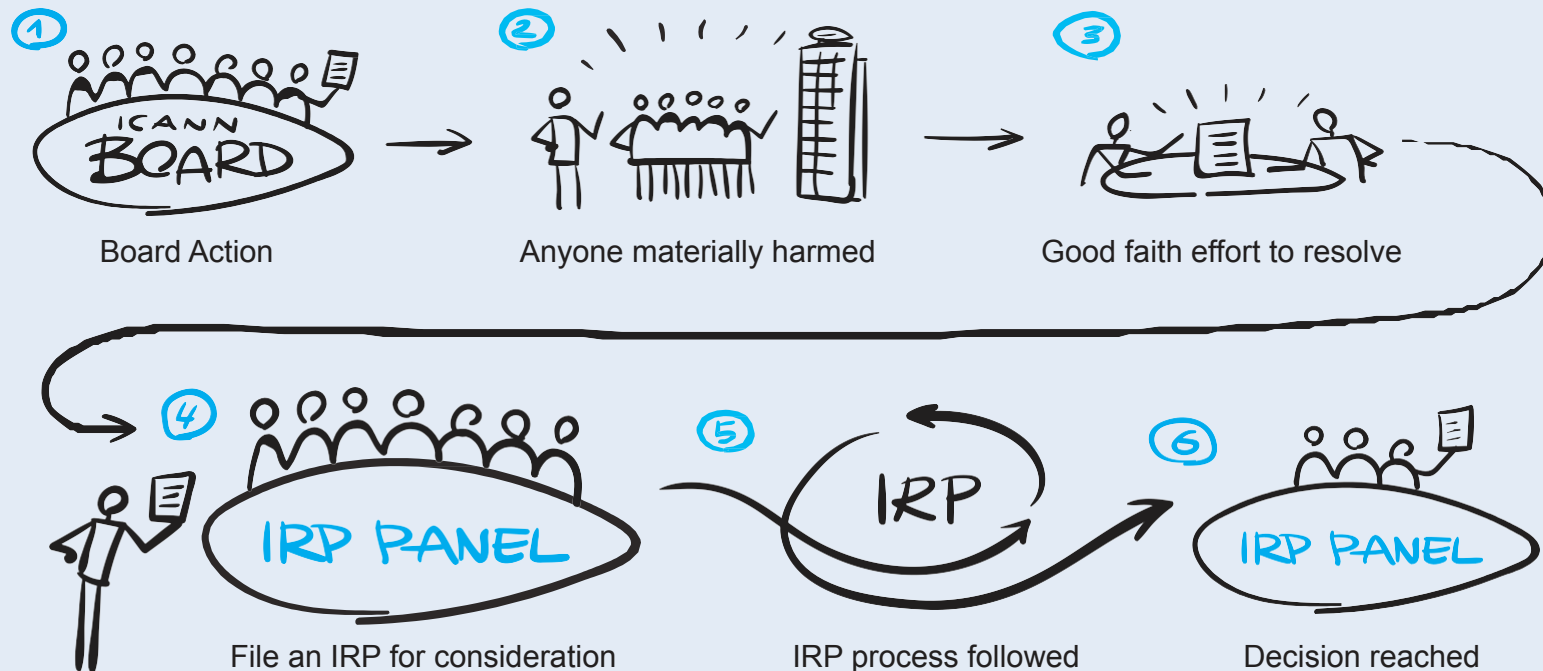 1
ICANN
BOARD
Board Action
2
Anyone materially harmed
3
Good faith effort to resolve
4
IRP PANEL
File an IRP for consideration
5
IRP
IRP process followed
6
IRP PANEL
Decision reached